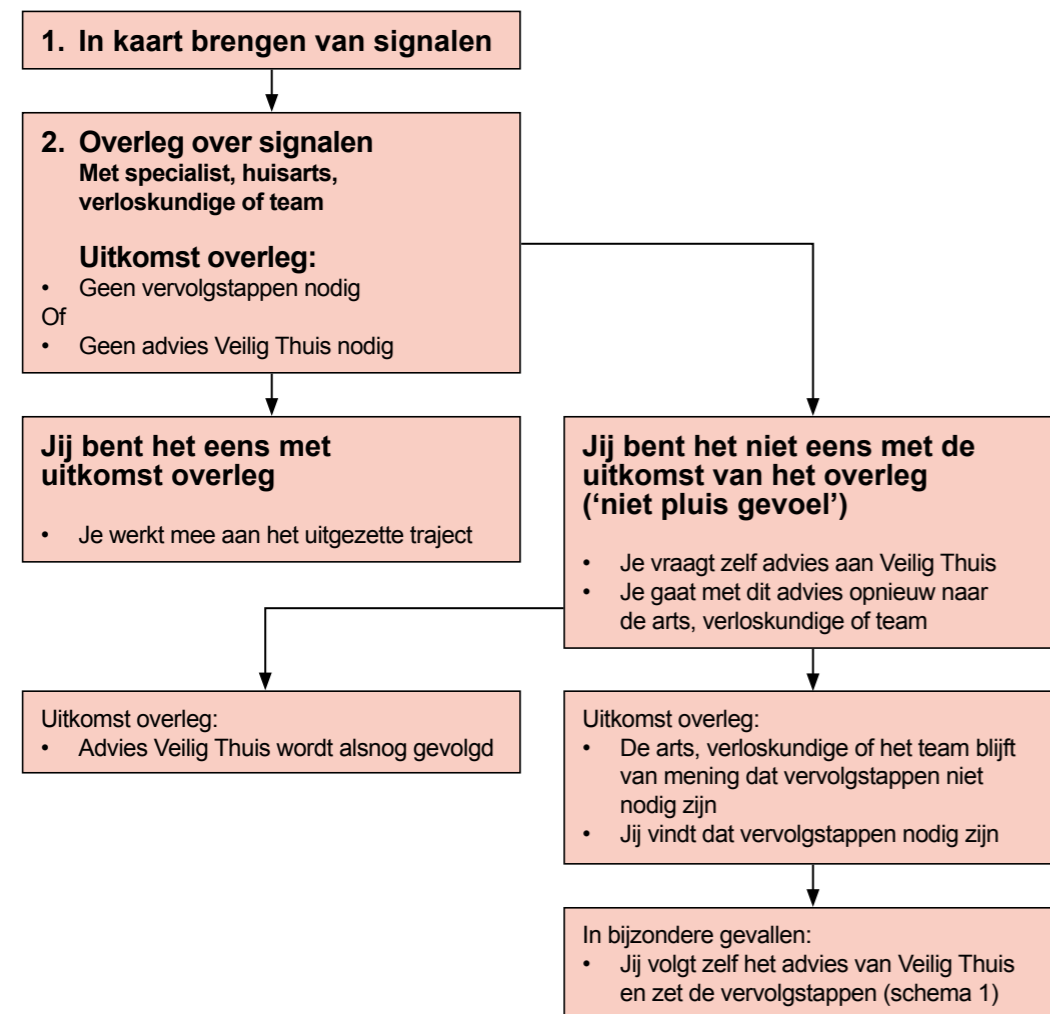 1. In kaart brengen van signalen
2. Overleg over signalen
Met specialist, huisarts,
verloskundige of team
Uitkomst overleg:
• Geen vervolgstappen nodig
Of
• Geen advies Veilig Thuis nodig
Jij bent het eens met
uitkomst overleg
• Je werkt mee aan het uitgezette traject
Jij bent het niet eens met de
uitkomst van het overleg
(‘niet pluis gevoel’)
• Je vraagt zelf advies aan Veilig Thuis
• Je gaat met dit advies opnieuw naar
de arts, verloskundige of team
Uitkomst overleg:
• Advies Veilig Thuis wordt alsnog gevolgd
Uitkomst overleg:
• De arts, verloskundige of het team blijft
van mening dat vervolgstappen niet
nodig zijn
• Jij vindt dat vervolgstappen nodig zijn
In bijzondere gevallen:
• Jij volgt zelf het advies van Veilig Thuis
en zet de vervolgstappen (schema 1)